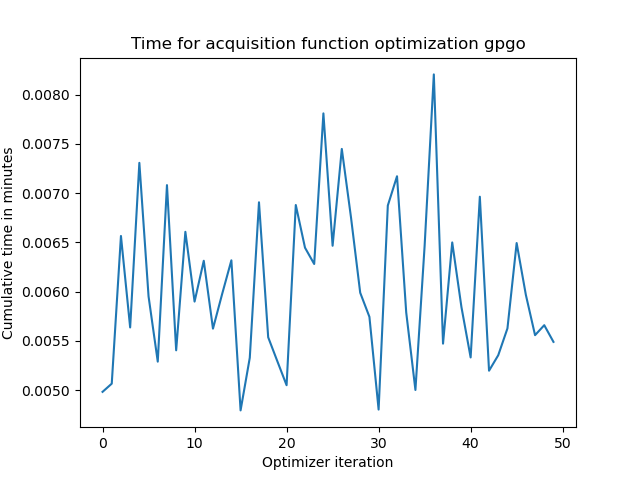 Time for acquisition function optimization gpgo
0.0080
0.0075
0.0070
0.0065
0.0060
0.0055
0.0050
Cumulative time in minutes
0 10 20 30 40 50
Optimizer iteration